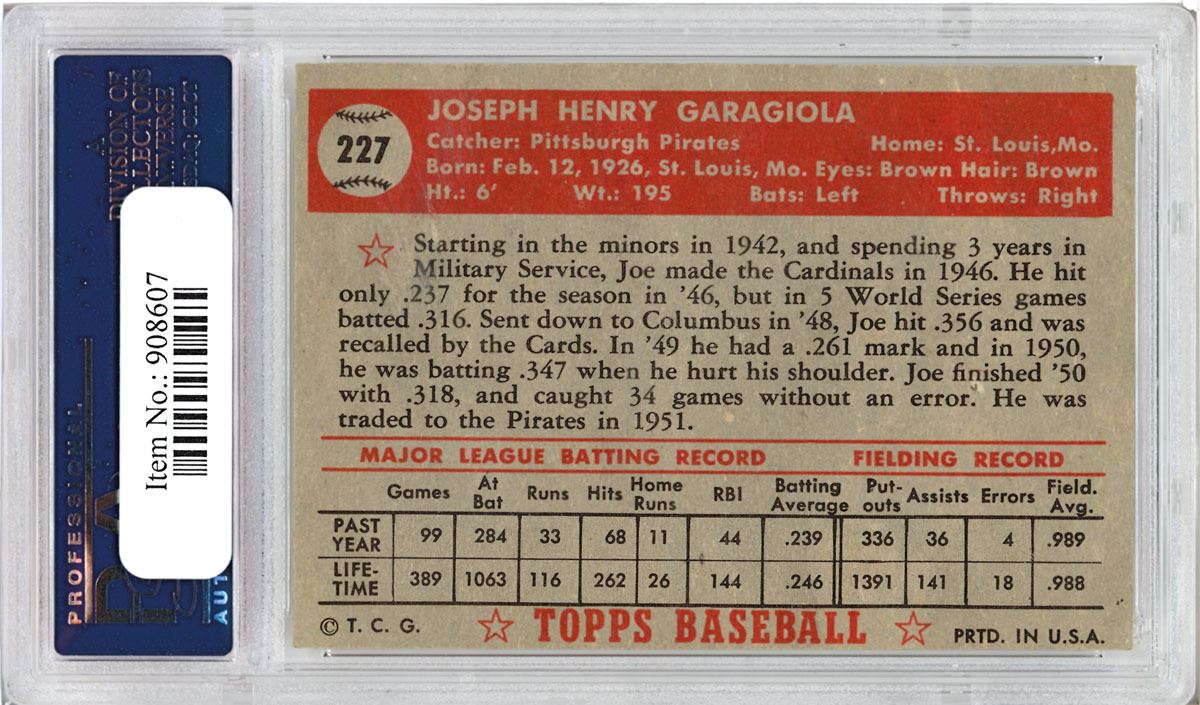 A
DIVISION OF
COLLECTORS
UNIVERSE
PROFESSIONAL
AUT
Item No.: 908607
227
JOSEPH HENRY GARAGIOLA
Catcher: Pittsburgh Pirates Home: St. Louis,Mo.
Born: Feb. 12, 1926, St. Louis, Mo. Eyes: Brown Hair: Brown
Ht.: 6' Wt.: 195 Bats: Left Throws: Right
Starting in the minors in 1942, and spending 3 years in
Military Service, Joe made the Cardinals in 1946. He hit
only .237 for the season in '46, but in 5 World Series games
batted .316. Sent down to Columbus in '48, Joe hit .356 and was
recalled by the Cards. In '49 he had a .261 mark and in 1950,
he was batting .347 when he hurt his shoulder. Joe finished '50
with .318, and caught 34 games without an error. He was
traded to the Pirates in 1951.
MAJOR LEAGUE BATTING RECORD FIELDING RECORD
Games At Bat Runs Hits Home Runs RBI Batting Average Put-outs Assists Errors Field. Avg.
PAST YEAR 99 284 33 68 11 44 .239 336 36 4 .989
LIFE-TIME 389 1063 116 262 26 144 .246 1391 141 18 .988
© T. C. G. TOPPS BASEBALL PRTD. IN U.S.A.